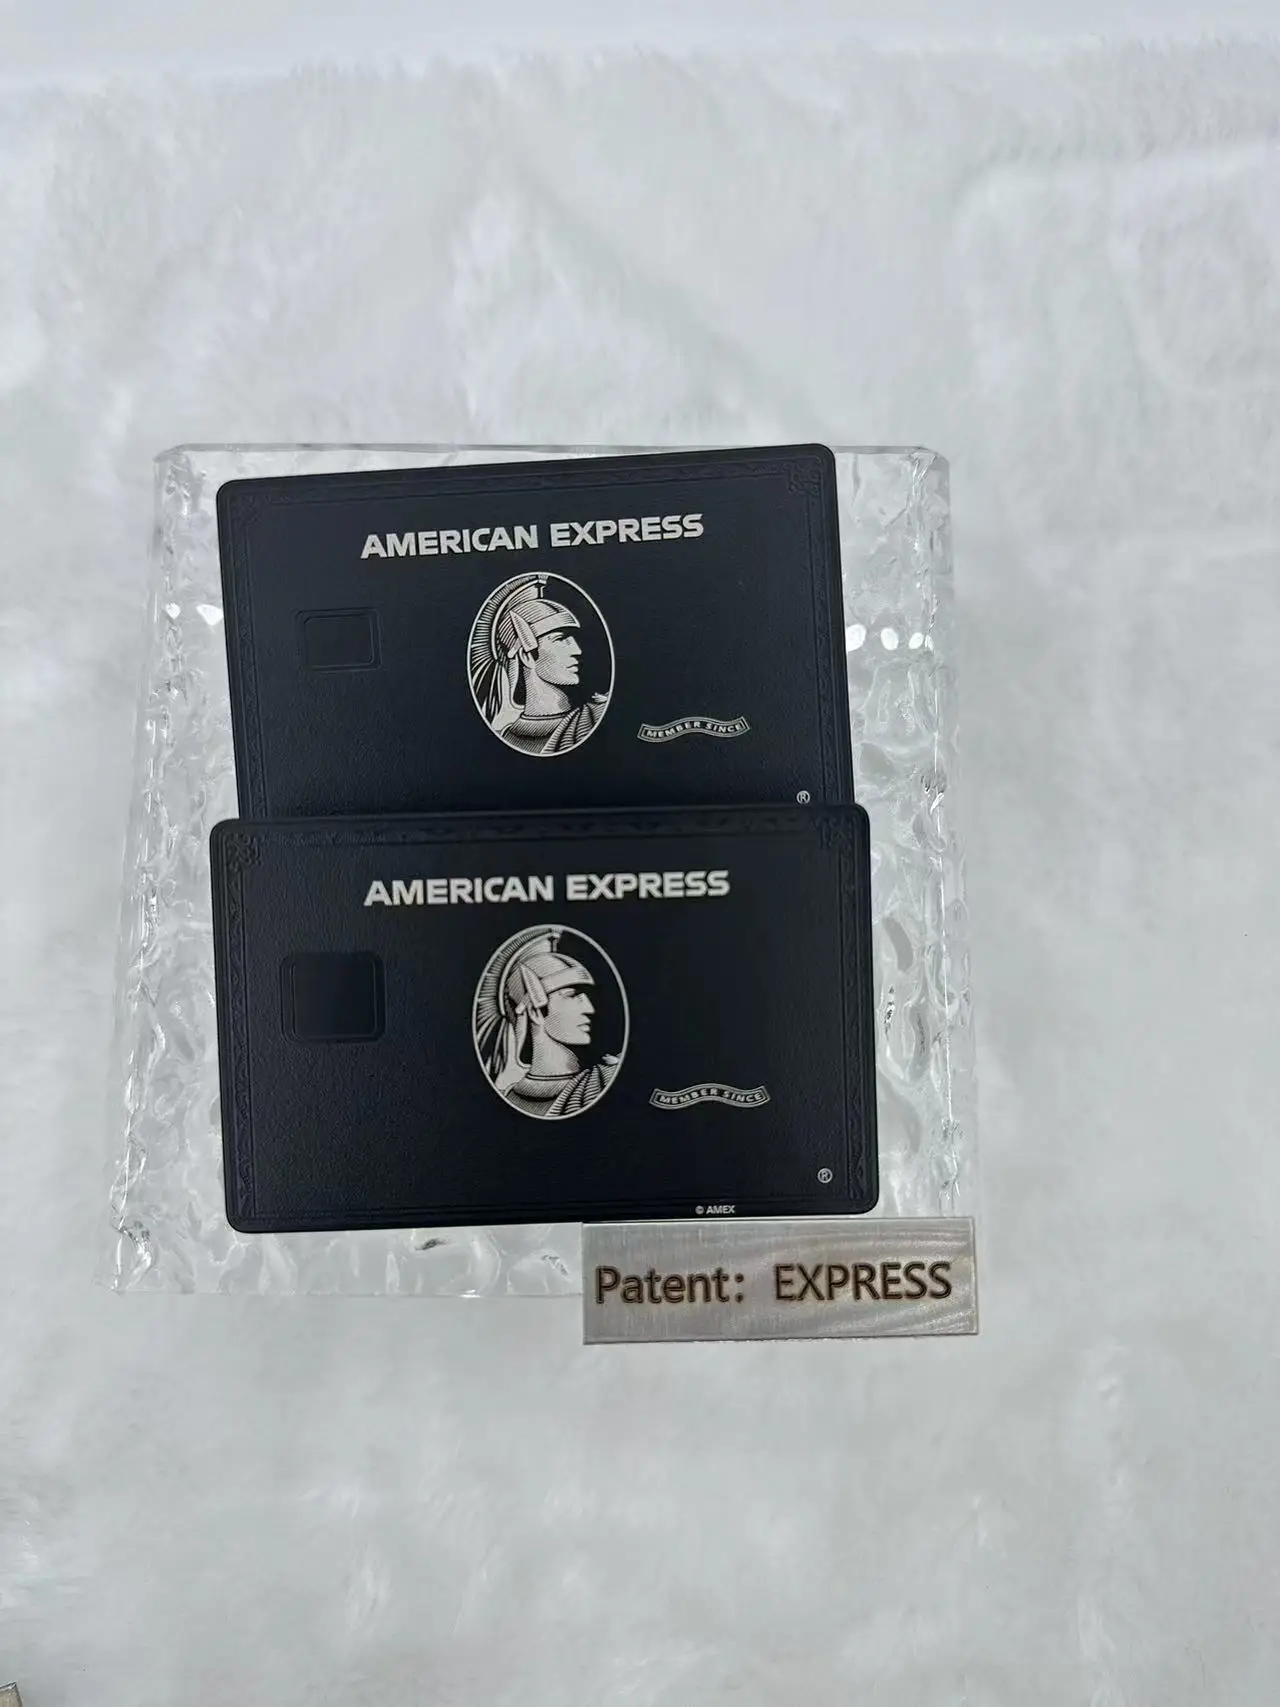 AMERICAN EXPRESS
MEMBER SINCE
®
AMERICAN EXPRESS
MEMBER SINCE
®
© AMEX
Patent: EXPRESS